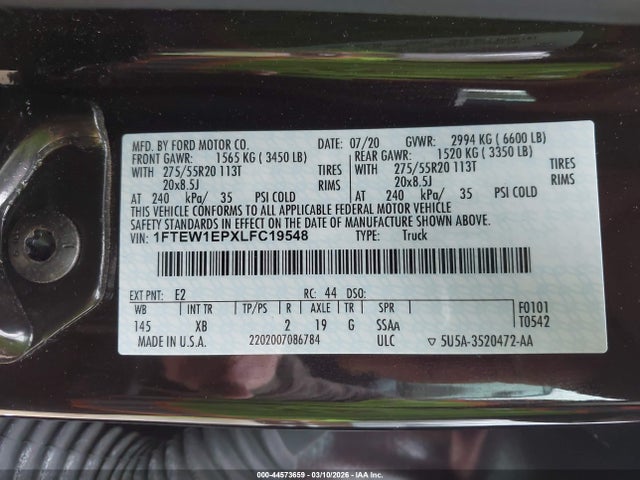 MFD. BY FORD MOTOR CO. DATE: 07/20 GVWR: 2994 KG ( 6600 LB)
FRONT GAWR: 1565 KG ( 3450 LB) REAR GAWR: 1520 KG ( 3350 LB)
WITH 275/55R20 113T TIRES WITH 275/55R20 113T TIRES
20x8.5J RIMS 20x8.5J RIMS
AT 240 kPa/ 35 PSI COLD AT 240 kPa/ 35 PSI COLD
THIS VEHICLE CONFORMS TO ALL APPLICABLE FEDERAL MOTOR VEHICLE
SAFETY STANDARDS IN EFFECT ON THE DATE OF MANUFACTURE SHOWN ABOVE.
VIN: 1FTEW1EPXLFC19548 TYPE: Truck
EXT PNT: E2 RC: 44 DSO: F0101
WB INT TR TP/PS R AXLE TR SPR T0542
145 XB 2 19 G SSAA
MADE IN U.S.A. 2202007086784 ULC ▽ 5U5A-3520472-AA
000-44573659 - 03/10/2026 - IAA Inc.